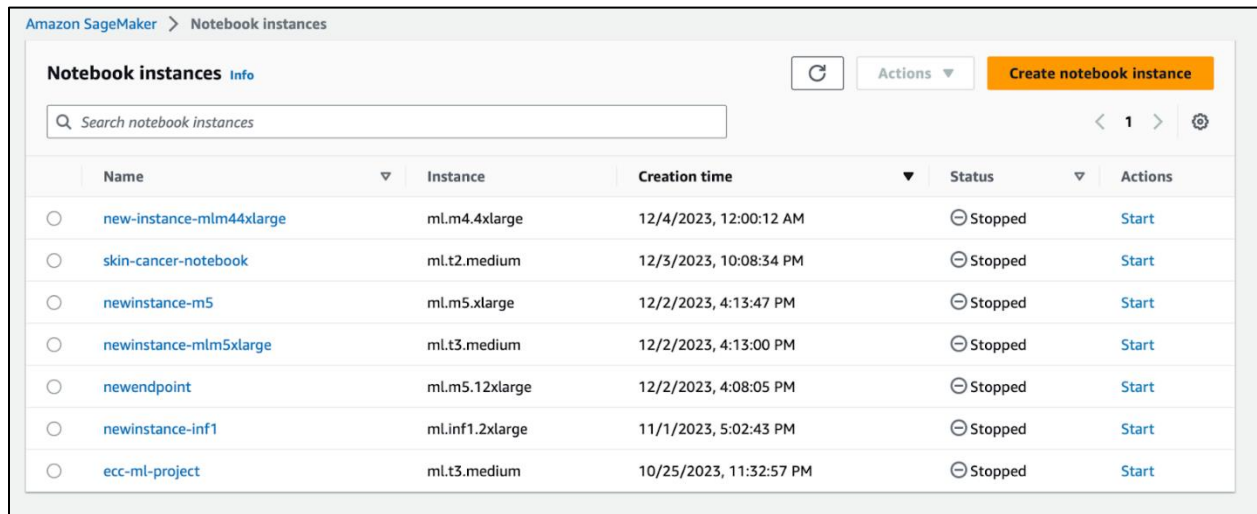 Amazon SageMaker > Notebook instances
Notebook instances Info
Actions
Create notebook instance
Search notebook instances
1
Name Instance Creation time Status Actions
new-instance-mlm44xlarge ml.m4.4xlarge 12/4/2023, 12:00:12 AM Stopped Start
skin-cancer-notebook ml.t2.medium 12/3/2023, 10:08:34 PM Stopped Start
newinstance-m5 ml.m5.xlarge 12/2/2023, 4:13:47 PM Stopped Start
newinstance-mlm5xlarge ml.t3.medium 12/2/2023, 4:13:00 PM Stopped Start
newendpoint ml.m5.12xlarge 12/2/2023, 4:08:05 PM Stopped Start
newinstance-inf1 ml.inf1.2xlarge 11/1/2023, 5:02:43 PM Stopped Start
ecc-ml-project ml.t3.medium 10/25/2023, 11:32:57 PM Stopped Start